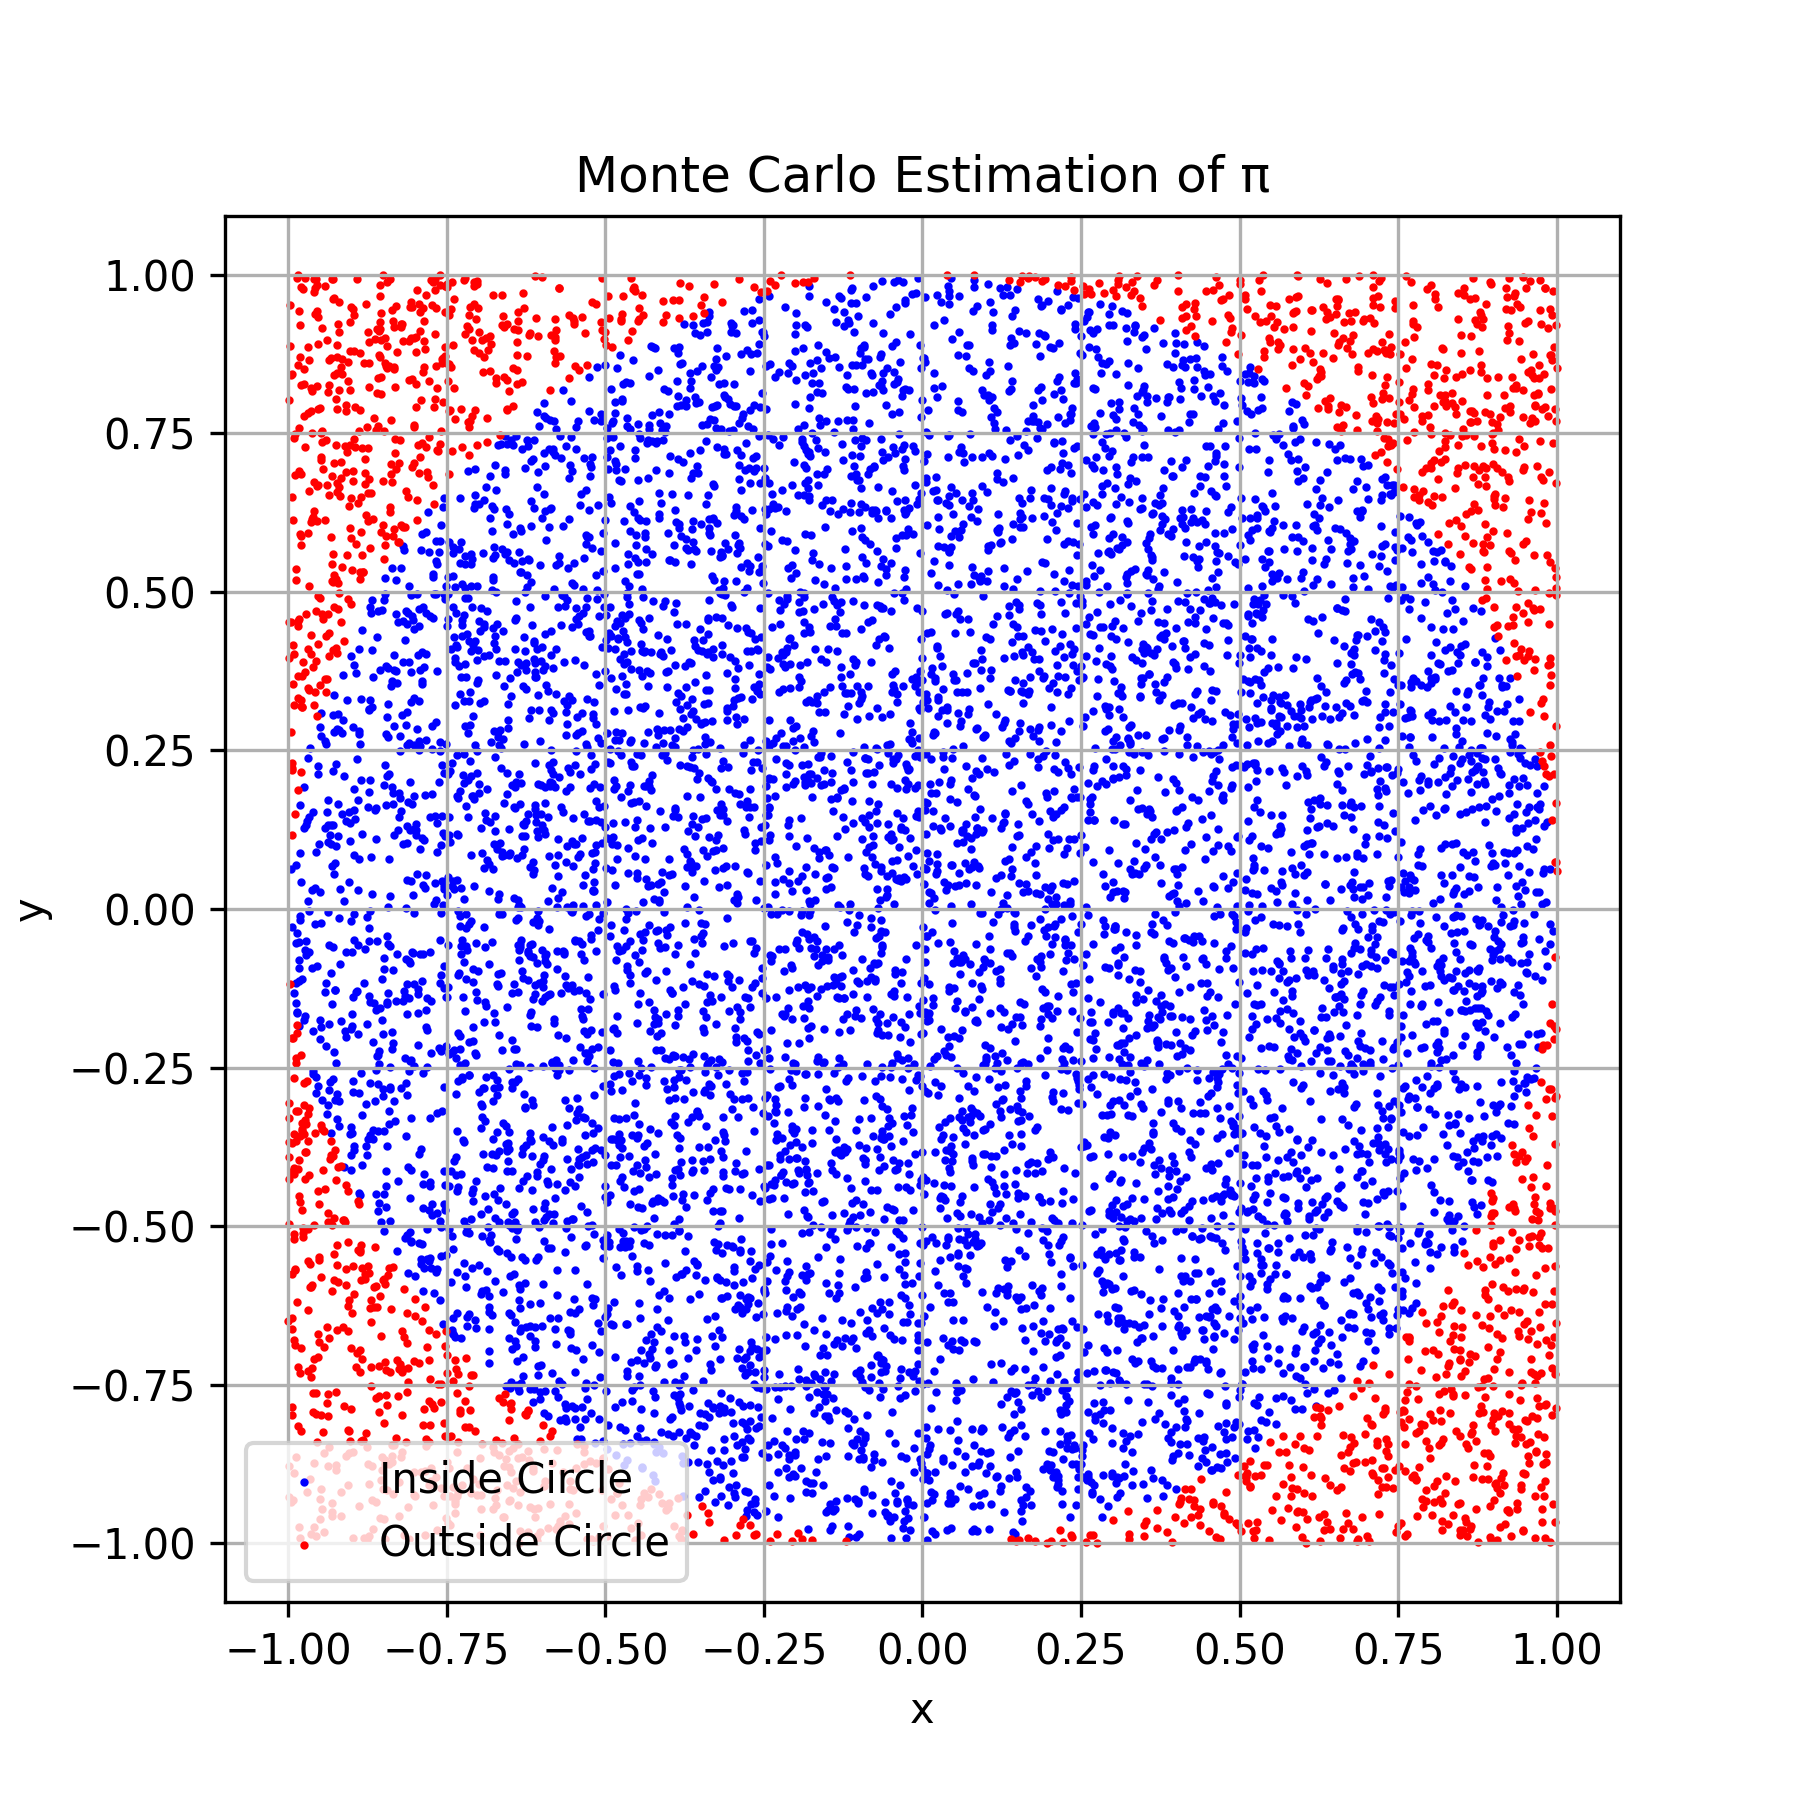 Monte Carlo Estimation of π
1.00
0.75
0.50
0.25
0.00
−0.25
−0.50
−0.75
−1.00
y
Inside Circle
Outside Circle
−1.00 −0.75 −0.50 −0.25 0.00 0.25 0.50 0.75 1.00
x